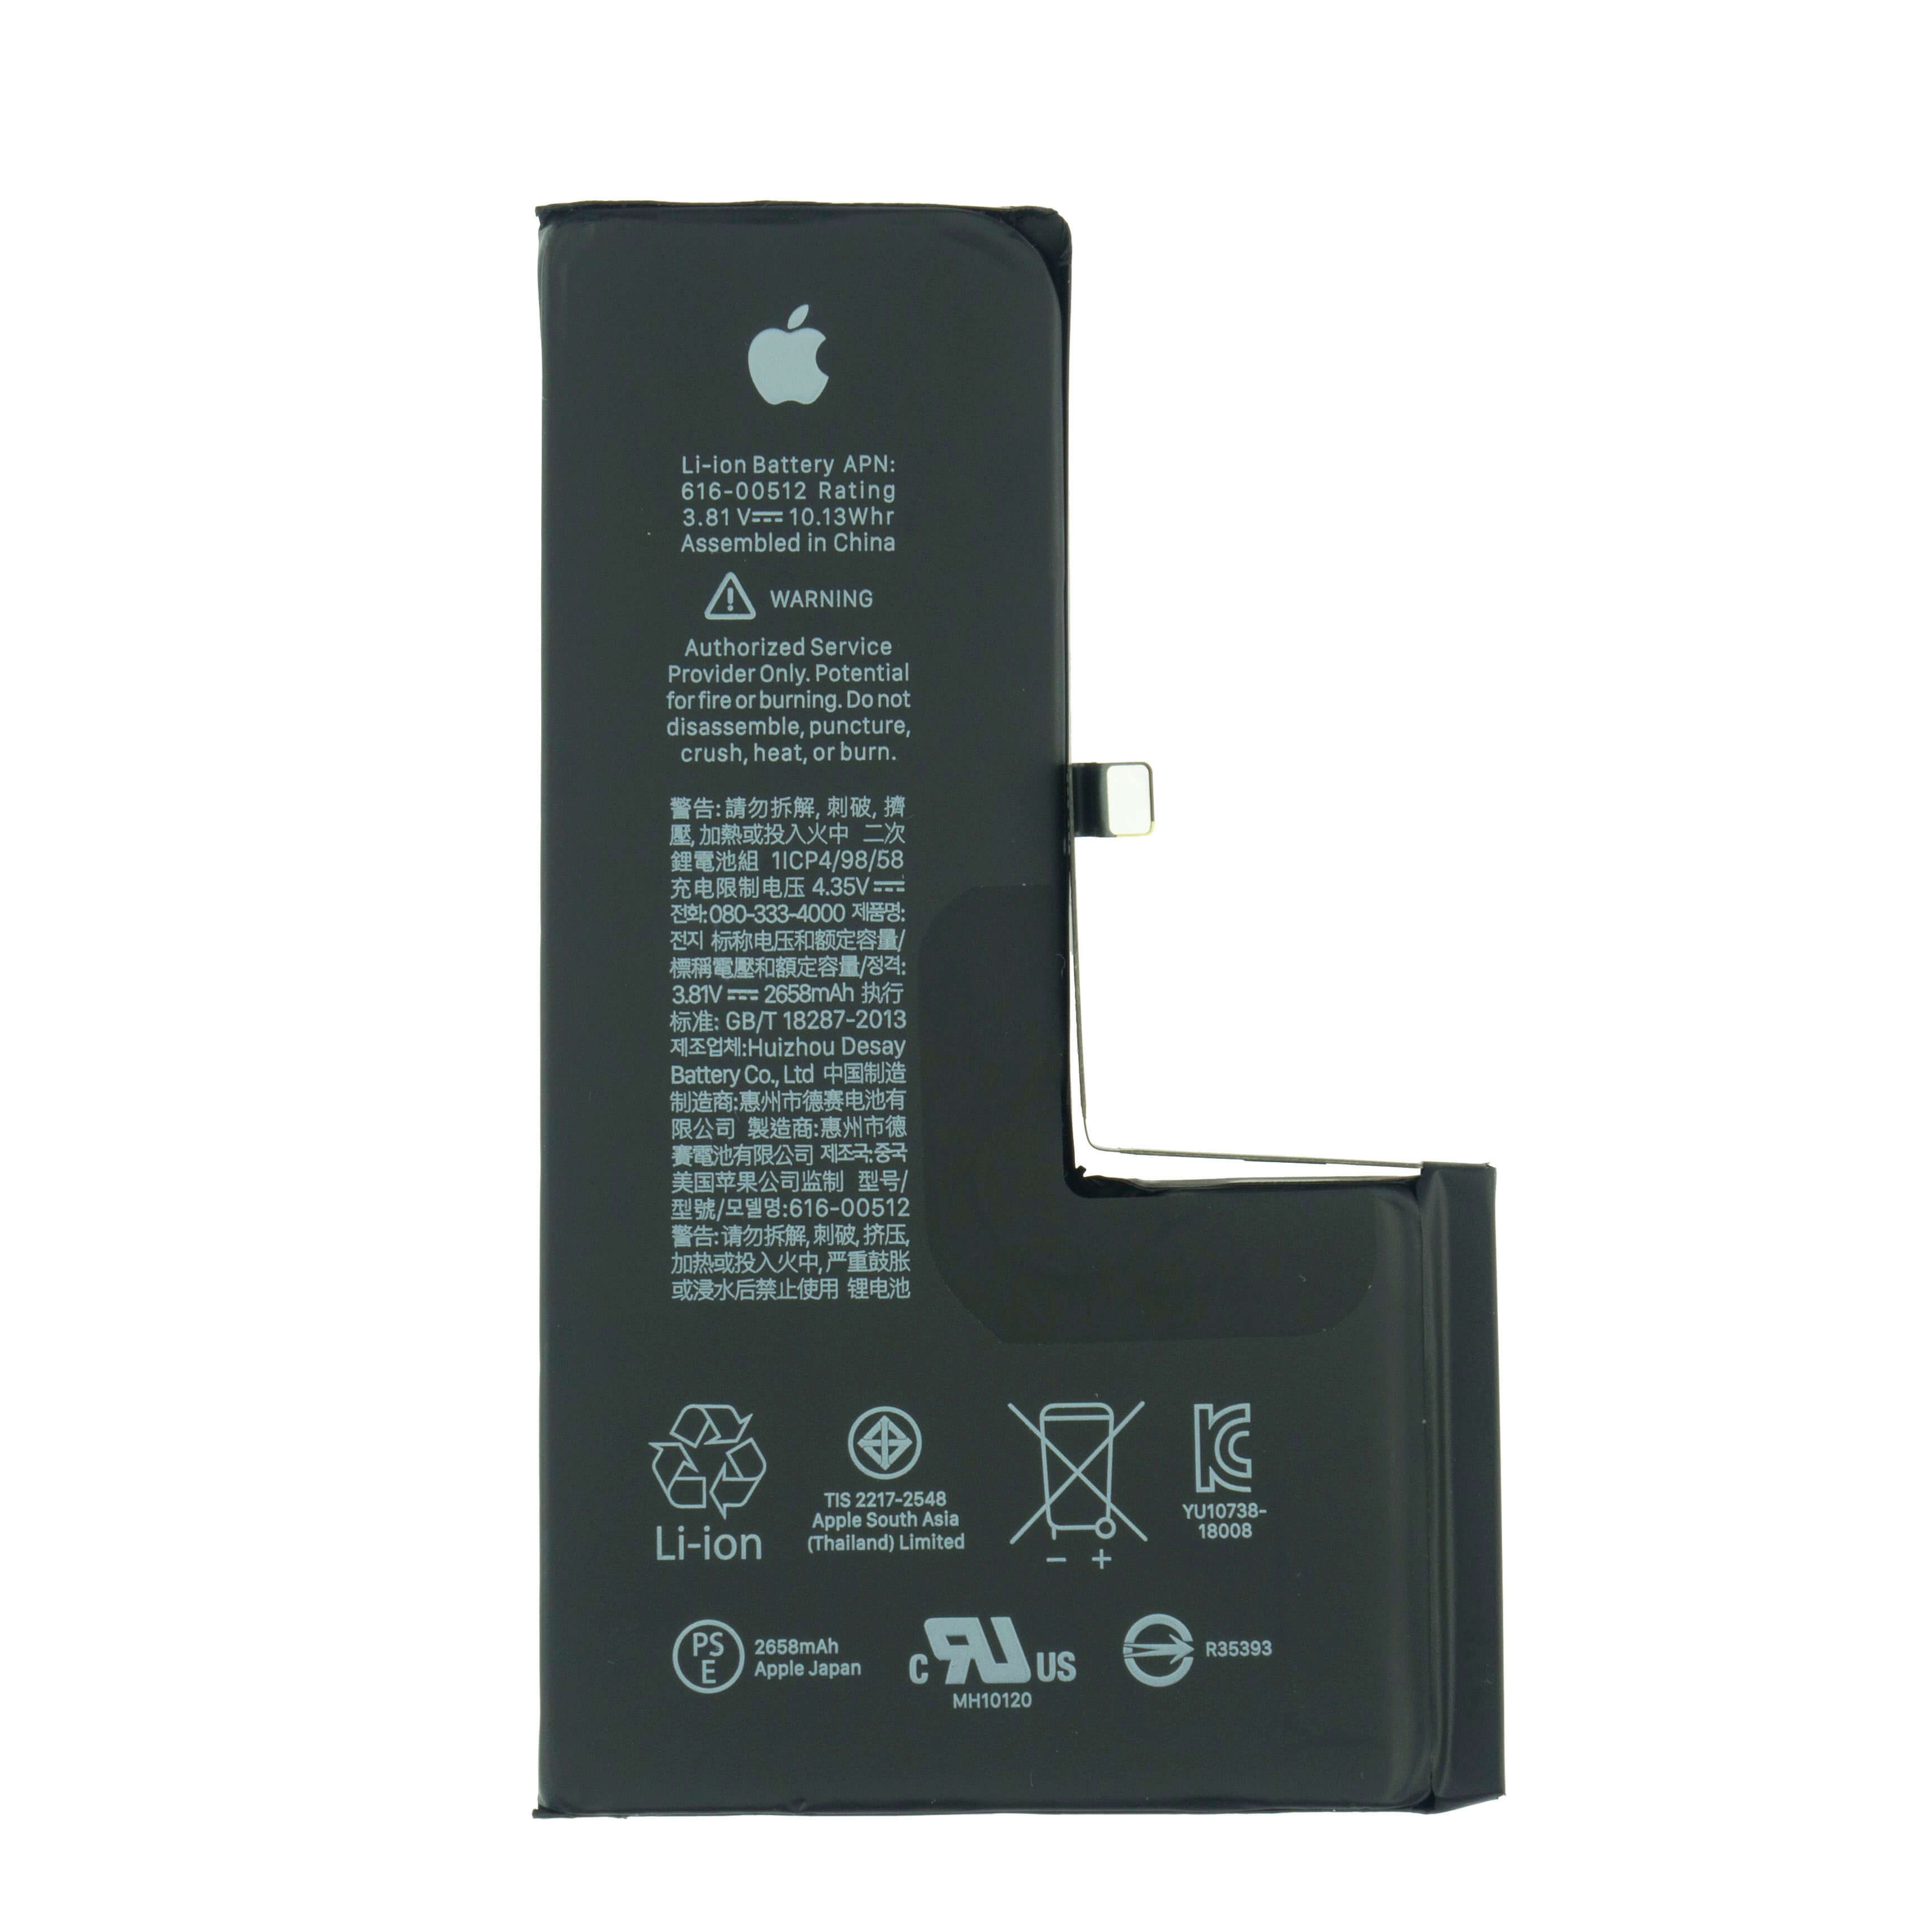 Li-ion Battery APN:
616-00512 Rating
3.81 V⎓ 10.13Whr
Assembled in China
WARNING
Authorized Service
Provider Only. Potential
for fire or burning. Do not
disassemble, puncture,
crush, heat, or burn.
警告:請勿拆解, 刺破, 擠
壓, 加熱或投入火中 二次
鋰電池組 1ICP4/98/58
充电限制电压 4.35V⎓
전화:080-333-4000 제품명:
전지 标称电压和额定容量/
標稱電壓和額定容量/정격:
3.81V⎓ 2658mAh 执行
标准: GB/T 18287-2013
제조업체:Huizhou Desay
Battery Co., Ltd 中国制造
制造商:惠州市德赛电池有
限公司 製造商:惠州市德
賽電池有限公司 제조국:중국
美国苹果公司监制 型号/
型號/모델명:616-00512
警告:请勿拆解, 刺破, 挤压,
加热或投入火中, 严重鼓胀
或浸水后禁止使用 锂电池
Li-ion
TIS 2217-2548
Apple South Asia
(Thailand) Limited
− +
KC
YU10738-
18008
PS
E
2658mAh
Apple Japan
C RU US
MH10120
R35393